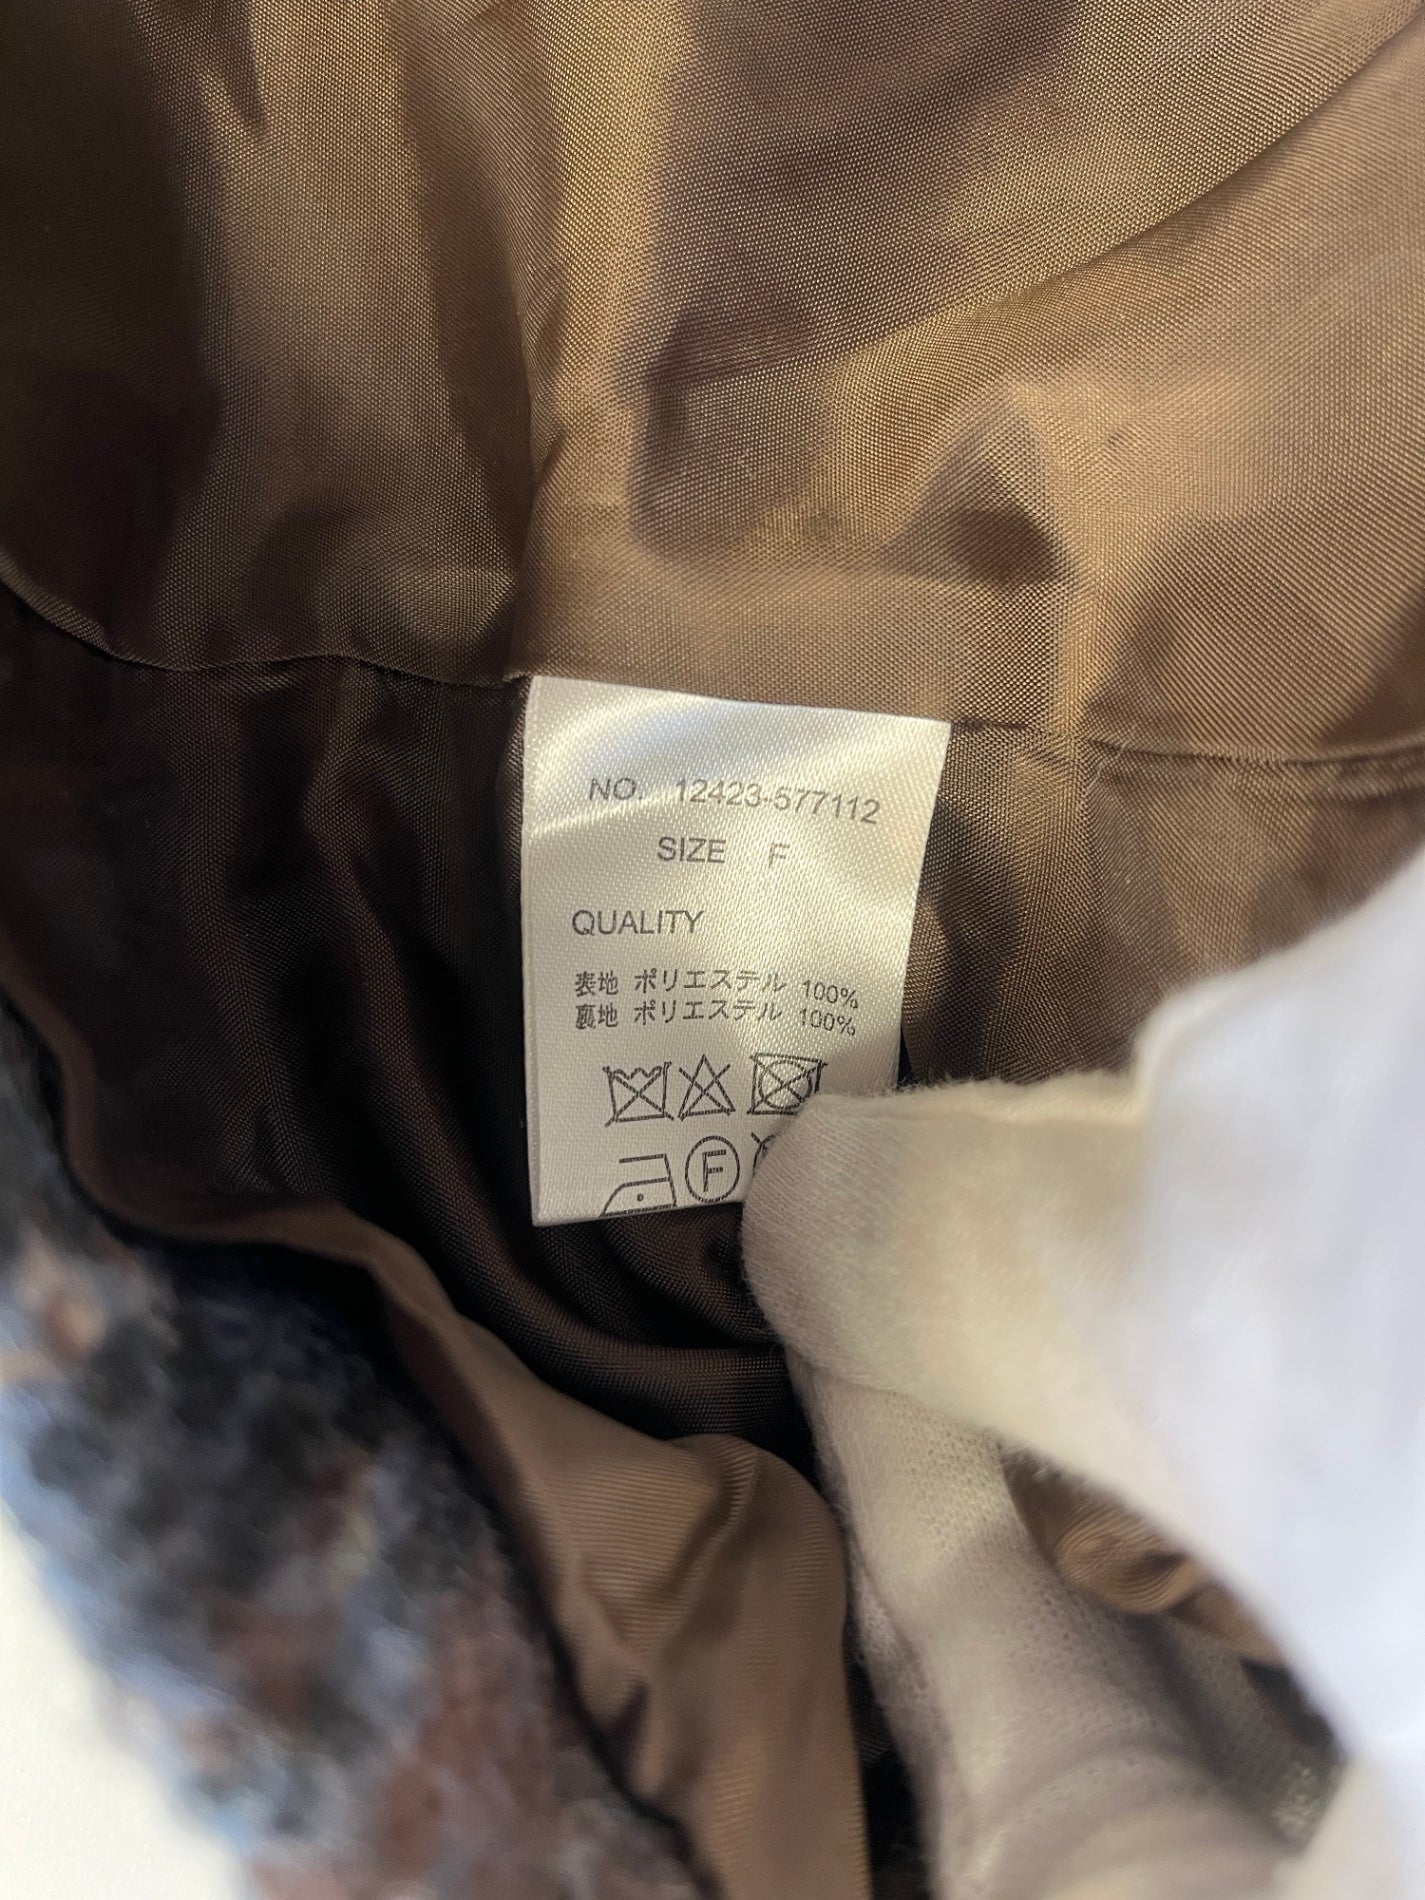 NO. 12423-577112
SIZE F
QUALITY
表地 ポリエステル 100%
裏地 ポリエステル 100%
F